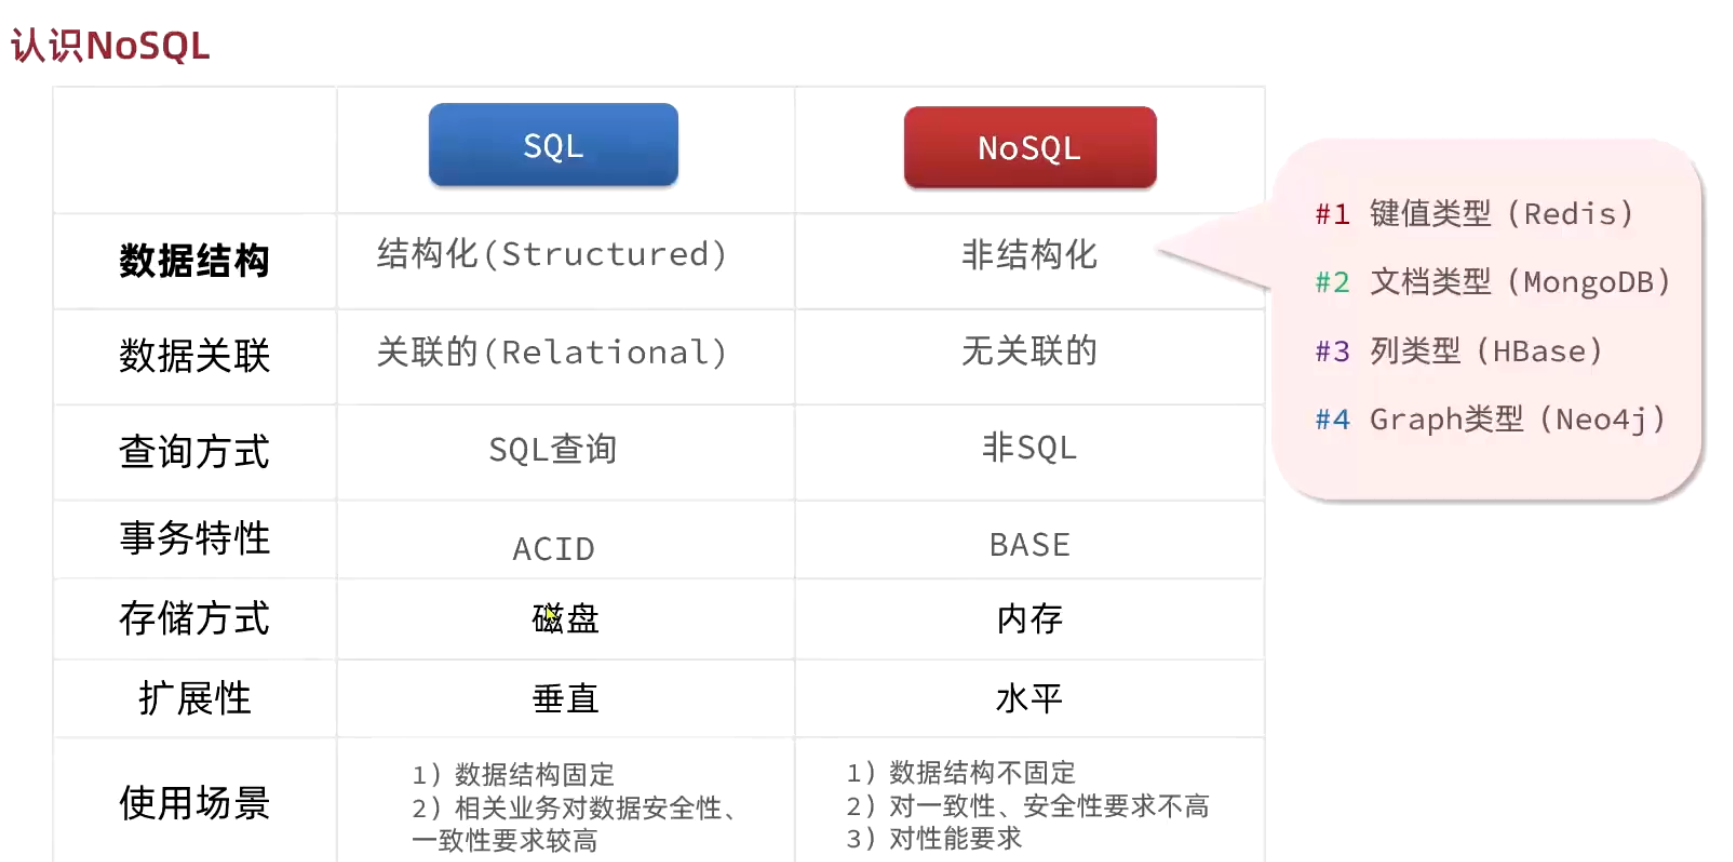 认识NoSQL
SQL
NoSQL
数据结构
结构化(Structured)
非结构化
#1 键值类型（Redis）
#2 文档类型（MongoDB）
#3 列类型（HBase）
#4 Graph类型（Neo4j）
数据关联
关联的(Relational)
无关联的
查询方式
SQL查询
非SQL
事务特性
ACID
BASE
存储方式
磁盘
内存
扩展性
垂直
水平
使用场景
1）数据结构固定
2）相关业务对数据安全性、
一致性要求较高
1）数据结构不固定
2）对一致性、安全性要求不高
3）对性能要求